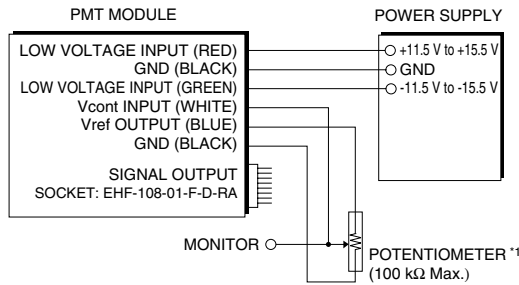 PMT MODULE
LOW VOLTAGE INPUT (RED)
GND (BLACK)
LOW VOLTAGE INPUT (GREEN)
Vcont INPUT (WHITE)
Vref OUTPUT (BLUE)
GND (BLACK)
SIGNAL OUTPUT
SOCKET: EHF-108-01-F-D-RA
POWER SUPPLY
+11.5 V to +15.5 V
GND
-11.5 V to -15.5 V
MONITOR
POTENTIOMETER *1
(100 kΩ Max.)